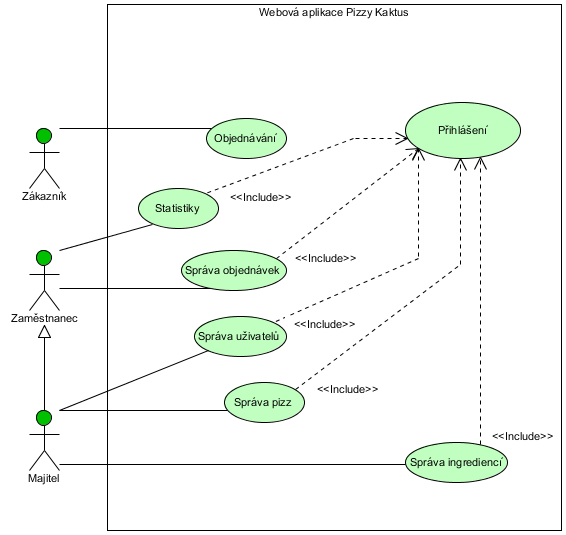 Webová aplikace Pizzy Kaktus
Objednávání
Přihlášení
Zákazník
Statistiky
<<Include>>
Správa objednávek
<<Include>>
Zaměstnanec
Správa uživatelů
<<Include>>
Správa pizz
<<Include>>
<<Include>>
Správa ingrediencí
Majitel